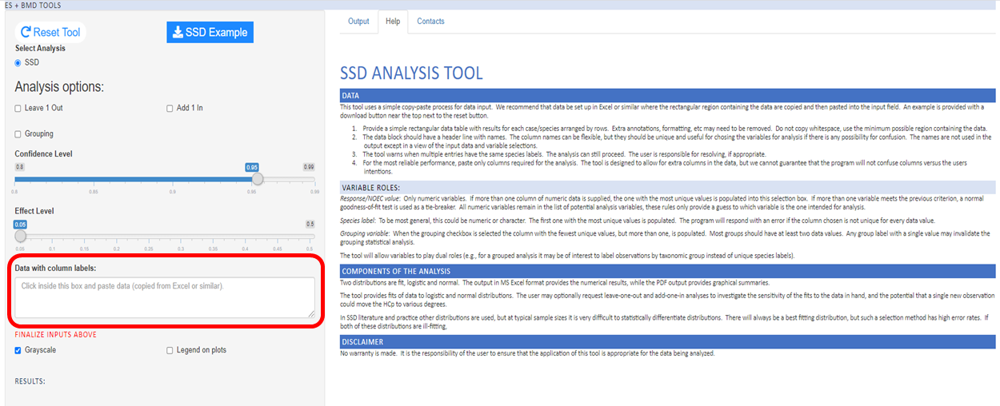 ES + BMD TOOLS
Reset Tool
SSD Example
Select Analysis
SSD
Analysis options:
Leave 1 Out
Add 1 In
Grouping
Confidence Level
0.8 0.95 0.99
0.8 0.85 0.9 0.95 0.99
Effect Level
0.05 0.5
0.05 0.1 0.15 0.2 0.25 0.3 0.35 0.4 0.45 0.5
Data with column labels:
Click inside this box and paste data (copied from Excel or similar).
FINALIZE INPUTS ABOVE
Grayscale
Legend on plots
RESULTS:
Output Help Contacts
SSD ANALYSIS TOOL
DATA
This tool uses a simple copy-paste process for data input. We recommend that data be set up in Excel or similar where the rectangular region containing the data are copied and then pasted into the input field. An example is provided with a
download button near the top next to the reset button.
1. Provide a simple rectangular data table with results for each case/species arranged by rows. Extra annotations, formatting, etc may need to be removed. Do not copy whitespace, use the minimum possible region containing the data.
2. The data block should have a header line with names. The column names can be flexible, but they should be unique and useful for chosing the variables for analysis if there is any possibility for confusion. The names are not used in the
output except in a view of the input data and variable selections.
3. The tool warns when multiple entries have the same species labels. The analysis can still proceed. The user is responsible for resolving, if appropriate.
4. For the most reliable performance, paste only columns required for the analysis. The tool is designed to allow for extra columns in the data, but we cannot guarantee that the program will not confuse columns versus the users
intentions.
VARIABLE ROLES:
Response/NOEC value: Only numeric variables. If more than one column of numeric data is supplied, the one with the most unique values is populated into this selection box. If more than one variable meets the previous criterion, a normal
goodness-of-fit test is used as a tie-breaker. All numeric variables remain in the list of potential analysis variables, these rules only provide a guess to which variable is the one intended for analysis.
Species label: To be most general, this could be numeric or character. The first one with the most unique values is populated. The program will respond with an error if the column chosen is not unique for every data value.
Grouping variable: When the grouping checkbox is selected the column with the fewest unique values, but more than one, is populated. Most groups should have at least two data values. Any group label with a single value may invalidate the
grouping statistical analysis.
The tool will allow variables to play dual roles (e.g., for a grouped analysis it may be of interest to label observations by taxonomic group instead of unique species labels).
COMPONENTS OF THE ANALYSIS
Two distributions are fit, logistic and normal. The output in MS Excel format provides the numerical results, while the PDF output provides graphical summaries.
The tool provides fits of data to logistic and normal distributions. The user may optionally request leave-one-out and add-one-in analyses to investigate the sensitivity of the fits to the data in hand, and the potential that a single new observation
could move the HCp to various degrees.
In SSD literature and practice other distributions are used, but at typical sample sizes it is very difficult to statistically differentiate distributions. There will always be a best fitting distribution, but such a selection method has high error rates. If
both of these distributions are ill-fitting,
DISCLAIMER
No warranty is made. It is the responsibility of the user to ensure that the application of this tool is appropriate for the data being analyzed.